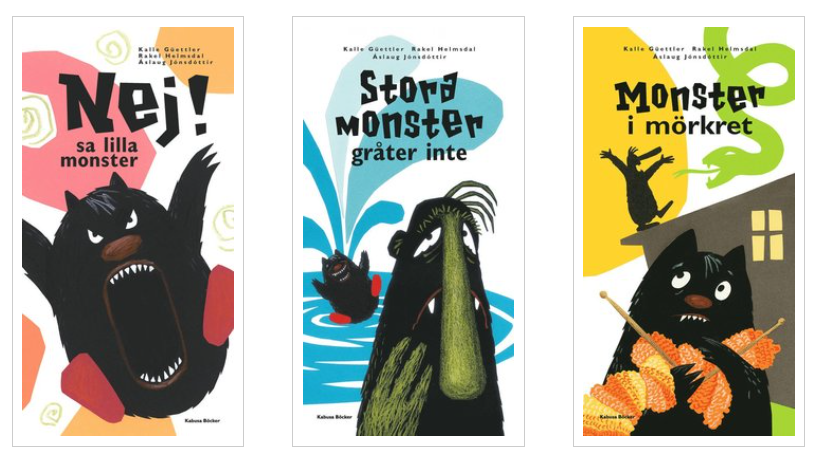 Kalle Güettler
Rakel Helmsdal
Áslaug Jónsdóttir
Nej!
sa lilla
monster
Kabusa Böcker
Kalle Güettler Rakel Helmsdal
Áslaug Jónsdóttir
Stora
monster
gråter inte
Kabusa Böcker
Kalle Güettler Rakel Helmsdal
Áslaug Jónsdóttir
Monster
i mörkret
Kabusa Böcker